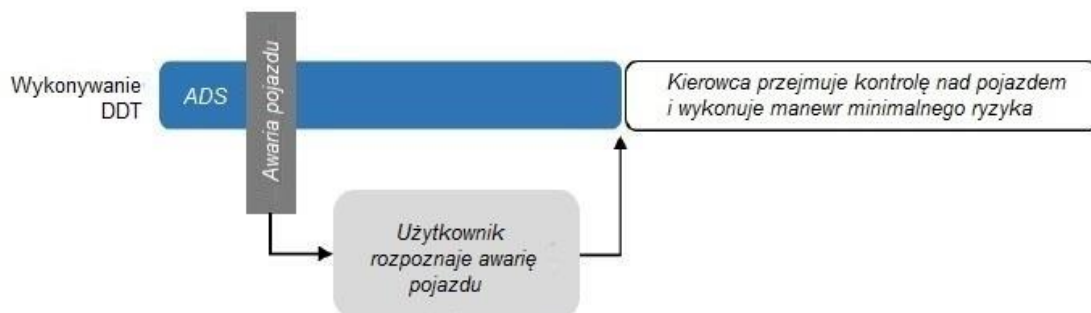 Wykonywanie
DDT
ADS
Awaria pojazdu
Kierowca przejmuje kontrolę nad pojazdem
i wykonuje manewr minimalnego ryzyka
Użytkownik
rozpoznaje awarię
pojazdu